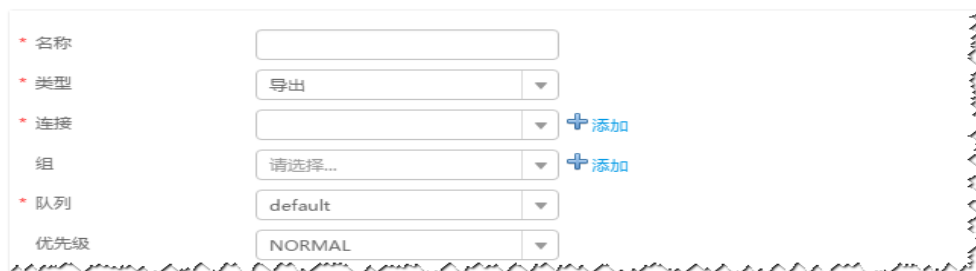 * 名称
* 类型 导出
* 连接 添加
组 请选择... 添加
* 队列 default
优先级 NORMAL